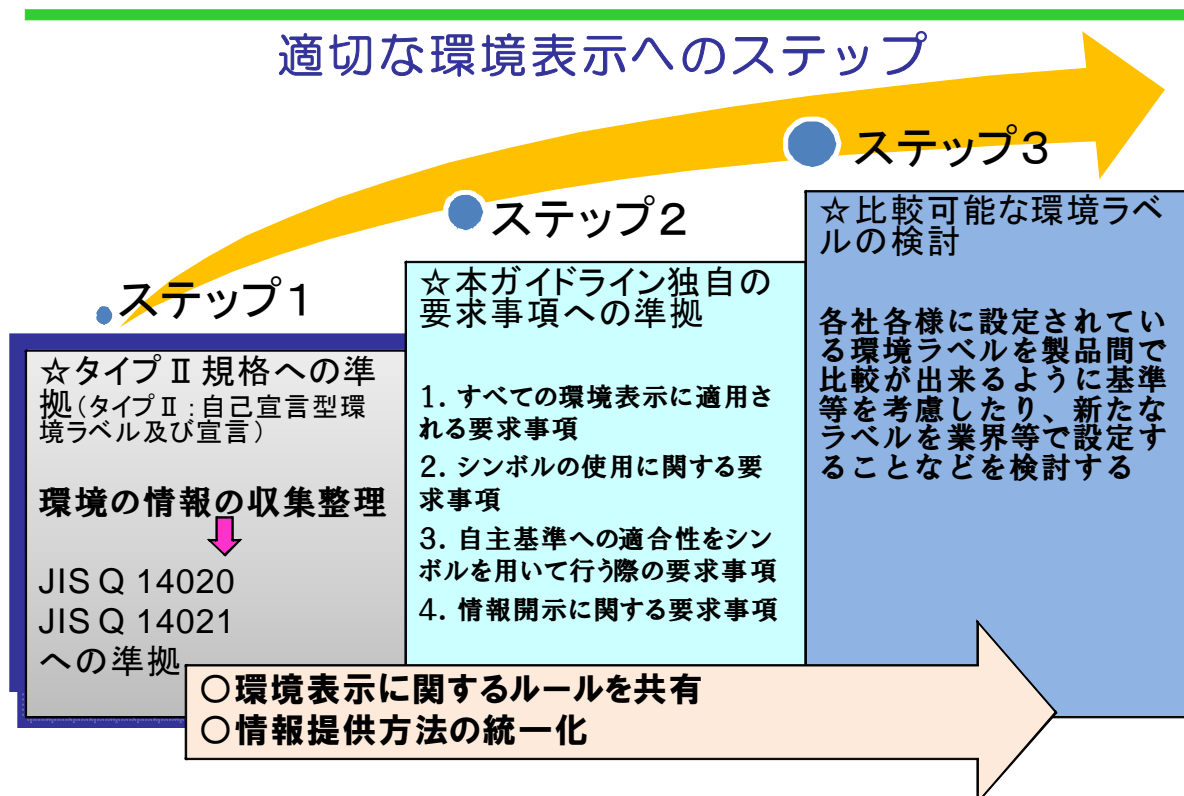 適切な環境表示へのステップ
ステップ1
☆タイプⅡ規格への準
拠(タイプⅡ:自己宣言型環
境ラベル及び宣言)
環境の情報の収集整理
JIS Q 14020
JIS Q 14021
への準拠
ステップ2
☆本ガイドライン独自の
要求事項への準拠
1. すべての環境表示に適用さ
れる要求事項
2. シンボルの使用に関する要
求事項
3. 自主基準への適合性をシン
ボルを用いて行う際の要求事項
4. 情報開示に関する要求事項
ステップ3
☆比較可能な環境ラベ
ルの検討
各社各様に設定されてい
る環境ラベルを製品間で
比較が出来るように基準
等を考慮したり、新たな
ラベルを業界等で設定す
ることなどを検討する
○環境表示に関するルールを共有
○情報提供方法の統一化